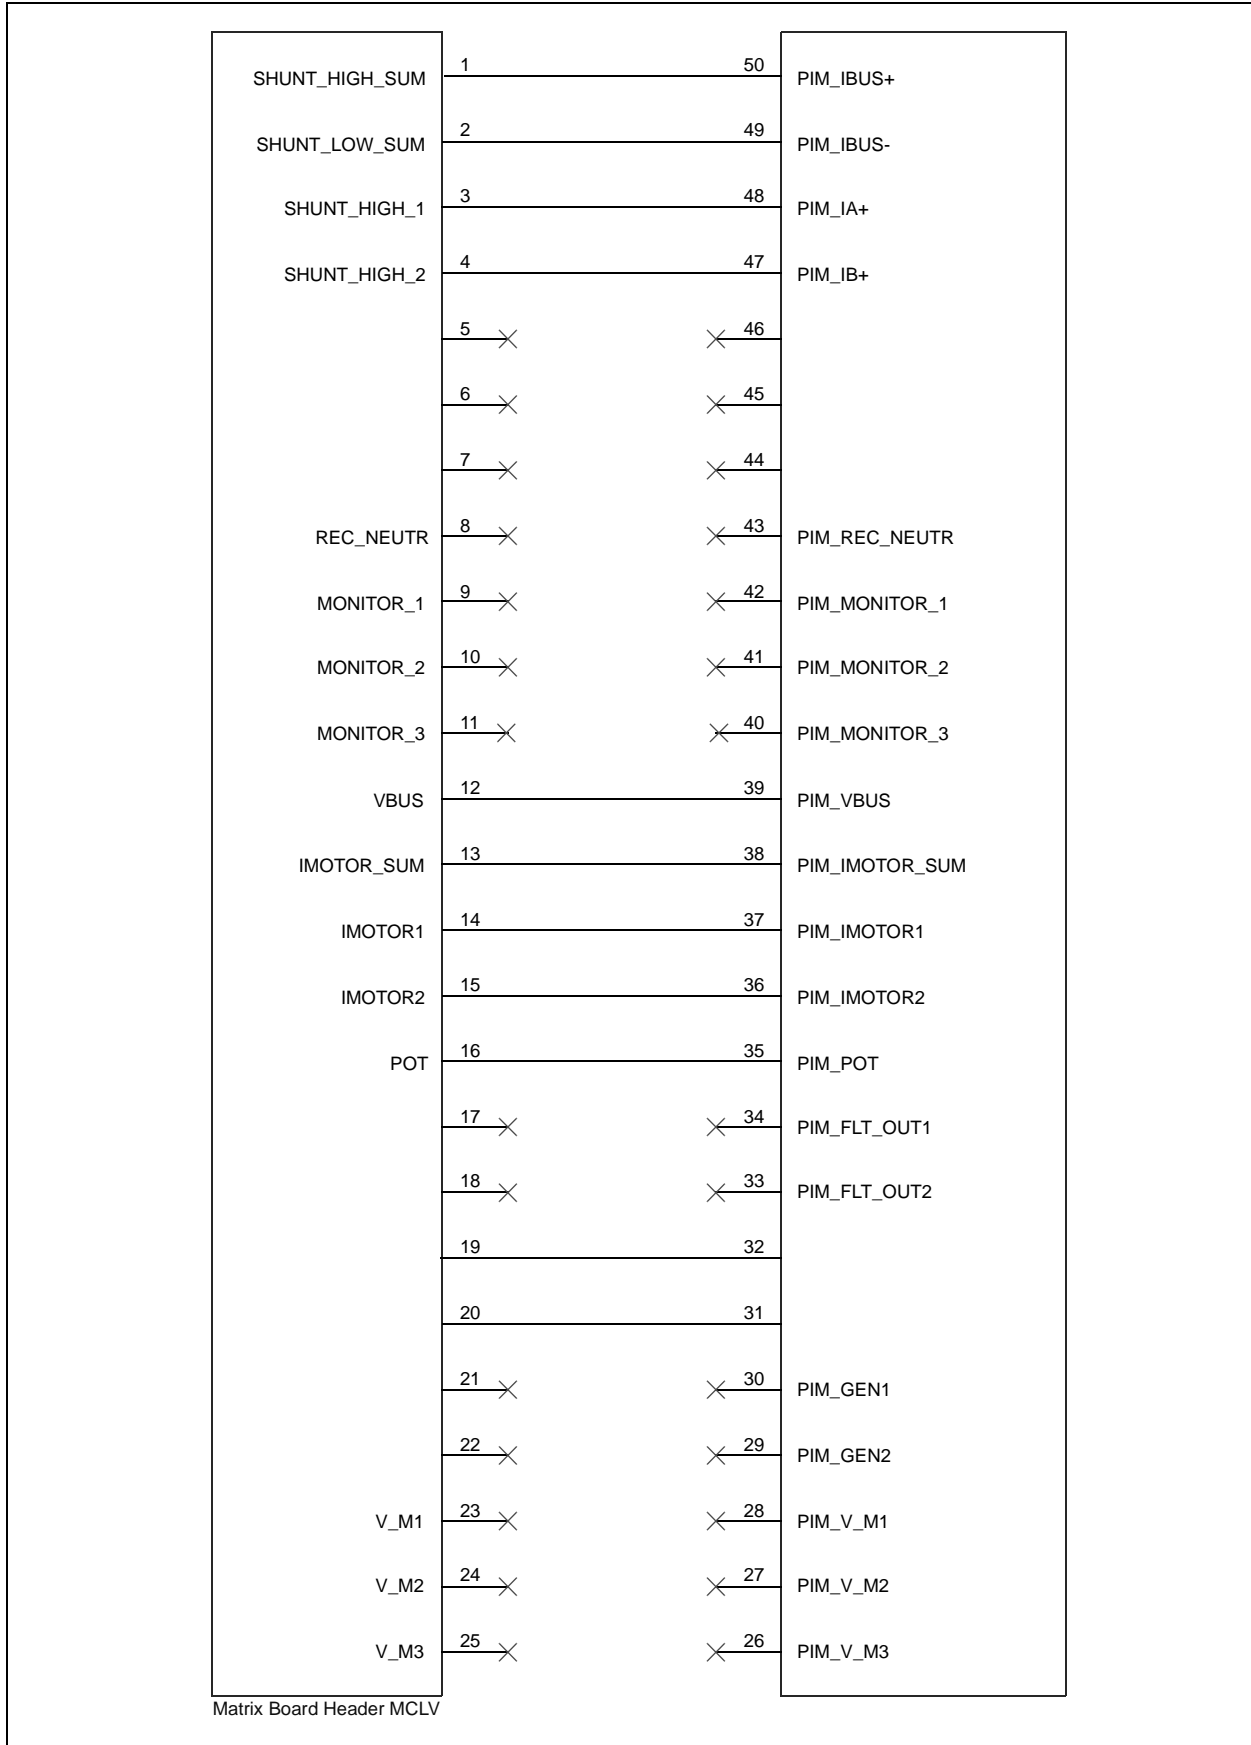 1 50
SHUNT_HIGH_SUM PIM_IBUS+
2 49
SHUNT_LOW_SUM PIM_IBUS-
3 48
SHUNT_HIGH_1 PIM_IA+
4 47
SHUNT_HIGH_2 PIM_IB+
5 46
6 45
7 44
8 43
REC_NEUTR PIM_REC_NEUTR
9 42
MONITOR_1 PIM_MONITOR_1
10 41
MONITOR_2 PIM_MONITOR_2
11 40
MONITOR_3 PIM_MONITOR_3
12 39
VBUS PIM_VBUS
13 38
IMOTOR_SUM PIM_IMOTOR_SUM
14 37
IMOTOR1 PIM_IMOTOR1
15 36
IMOTOR2 PIM_IMOTOR2
16 35
POT PIM_POT
17 34
PIM_FLT_OUT1
18 33
PIM_FLT_OUT2
19 32
20 31
21 30
PIM_GEN1
22 29
PIM_GEN2
23 28
V_M1 PIM_V_M1
24 27
V_M2 PIM_V_M2
25 26
V_M3 PIM_V_M3
Matrix Board Header MCLV